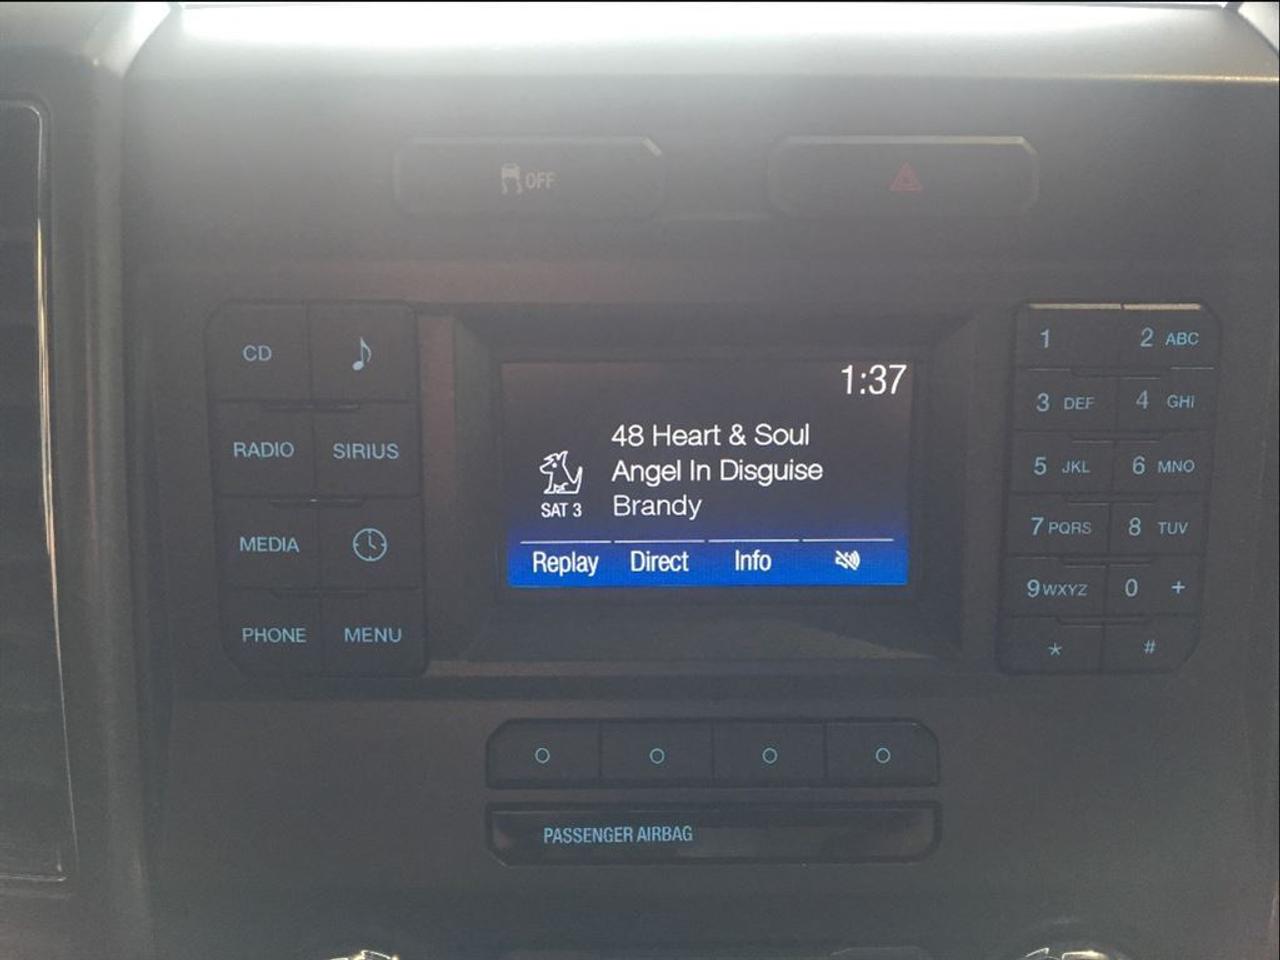 OFF
CD
RADIO SIRIUS
MEDIA
PHONE MENU
1:37
48 Heart & Soul
Angel In Disguise
SAT 3 Brandy
Replay Direct Info
1 2 ABC
3 DEF 4 GHI
5 JKL 6 MNO
7 PQRS 8 TUV
9 WXYZ 0 +
* #
PASSENGER AIRBAG